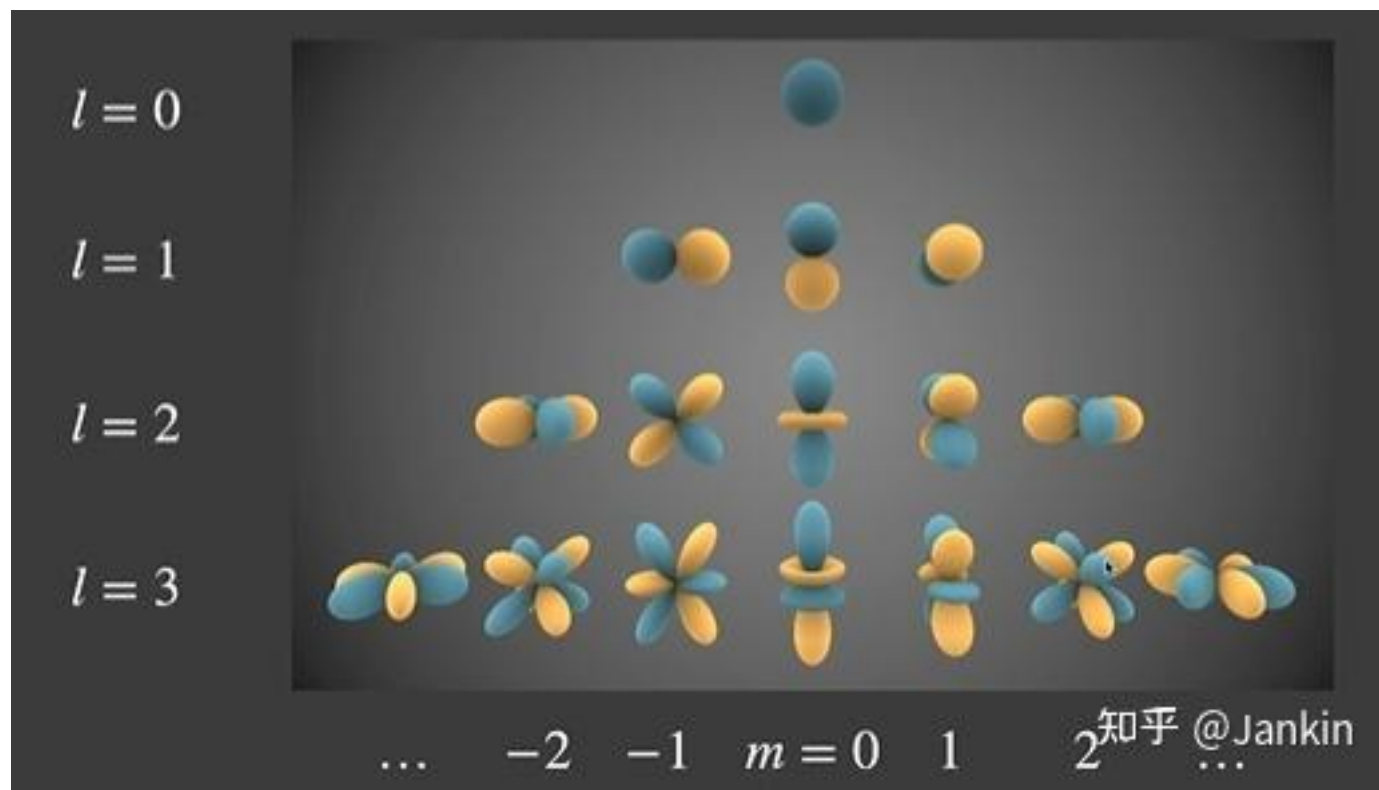 l = 0
l = 1
l = 2
l = 3
… −2 −1 m = 0 1 2 …
知乎 @Jankin